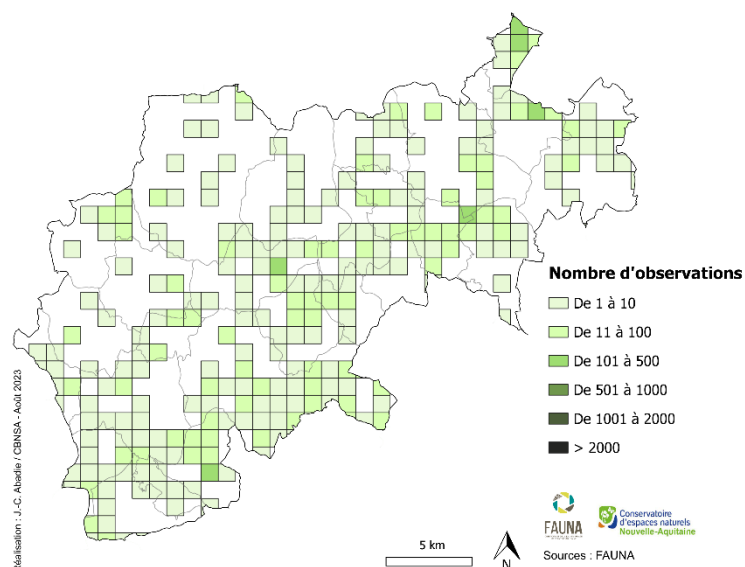 Nombre d'observations
De 1 à 10
De 11 à 100
De 101 à 500
De 501 à 1000
De 1001 à 2000
> 2000
Réalisation : J.-C. Abadie / CBNSA - Août 2023
5 km
FAUNA
Conservatoire
d'espaces naturels
Nouvelle-Aquitaine
Sources : FAUNA